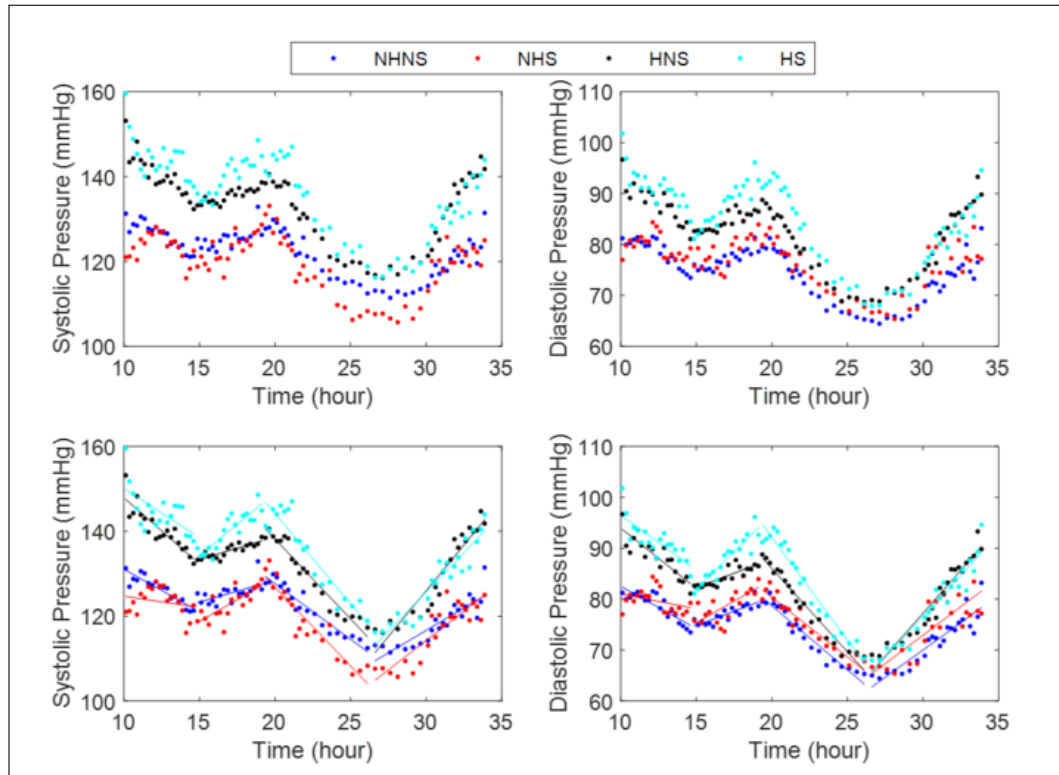 NHNS NHS HNS HS
160
140
120
100
Systolic Pressure (mmHg)
10 15 20 25 30 35
Time (hour)
110
100
90
80
70
60
Diastolic Pressure (mmHg)
10 15 20 25 30 35
Time (hour)
160
140
120
100
Systolic Pressure (mmHg)
10 15 20 25 30 35
Time (hour)
110
100
90
80
70
60
Diastolic Pressure (mmHg)
10 15 20 25 30 35
Time (hour)